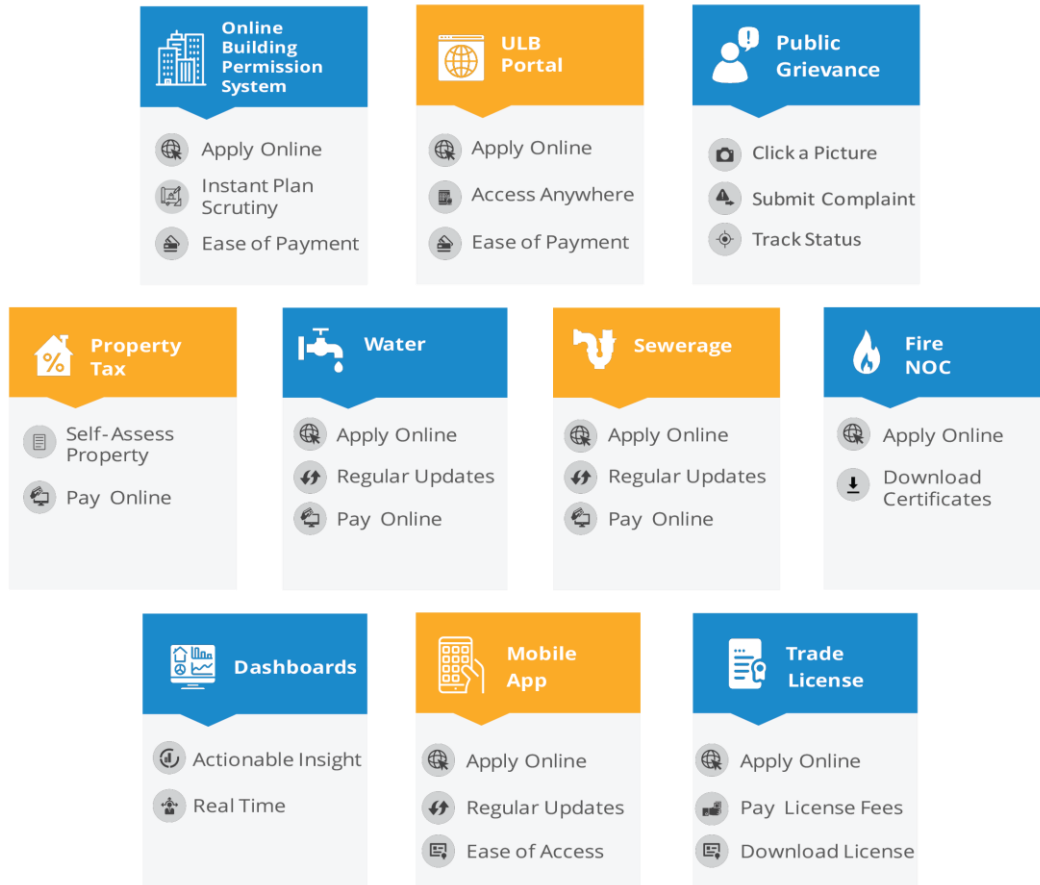 Online
Building
Permission
System
Apply Online
Instant Plan
Scrutiny
Ease of Payment
ULB
Portal
Apply Online
Access Anywhere
Ease of Payment
Public
Grievance
Click a Picture
Submit Complaint
Track Status
Property
Tax
Self-Assess
Property
Pay Online
Water
Apply Online
Regular Updates
Pay Online
Sewerage
Apply Online
Regular Updates
Pay Online
Fire
NOC
Apply Online
Download
Certificates
Dashboards
Actionable Insight
Real Time
Mobile
App
Apply Online
Regular Updates
Ease of Access
Trade
License
Apply Online
Pay License Fees
Download License